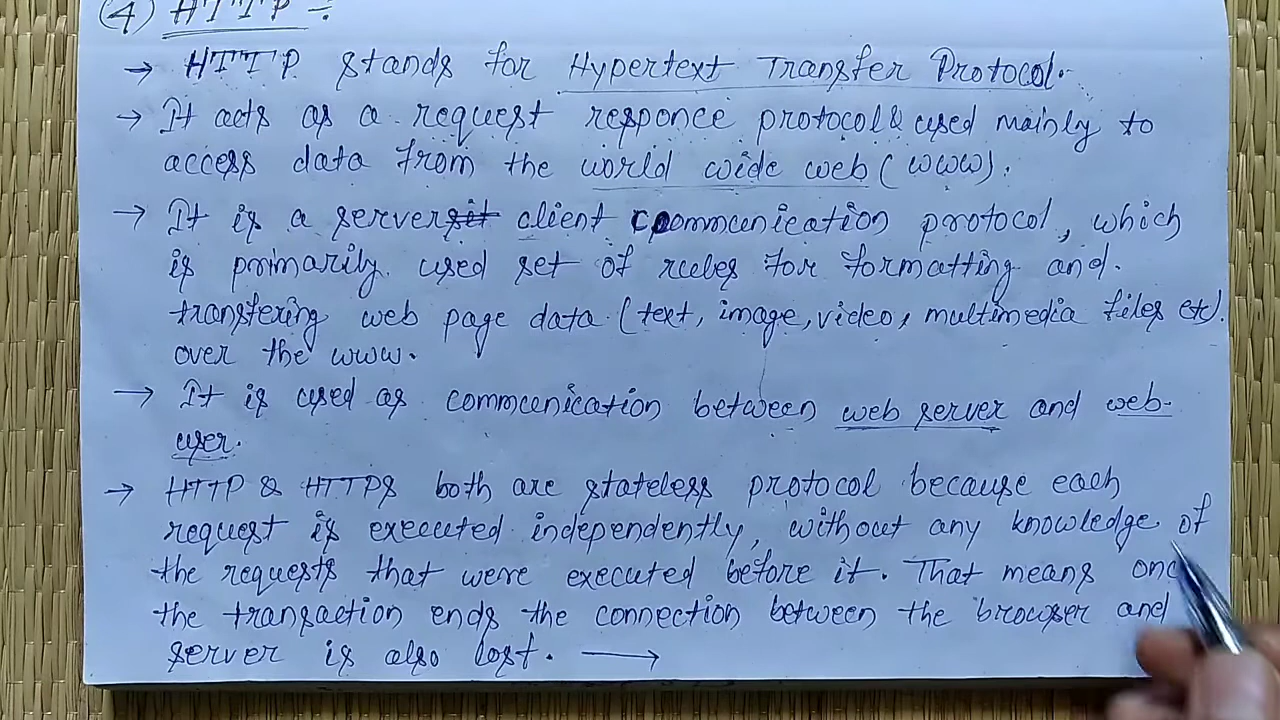 (4) HTTP :-
→ HTTP stands for Hypertext Transfer Protocol.
→ It acts as a request responce protocol & used mainly to
access data from the world wide web (www).
→ It is a server client communication protocol, which
is primarily used set of rules for formatting and
transfering web page data (text, image, video, multimedia files etc).
over the www.
→ It is used as communication between web server and web-
user.
→ HTTP & HTTPS both are stateless protocol because each
request is executed independently, without any knowledge of
the requests that were executed before it. That means
the transaction ends the connection between the browser and
server is also lost. →